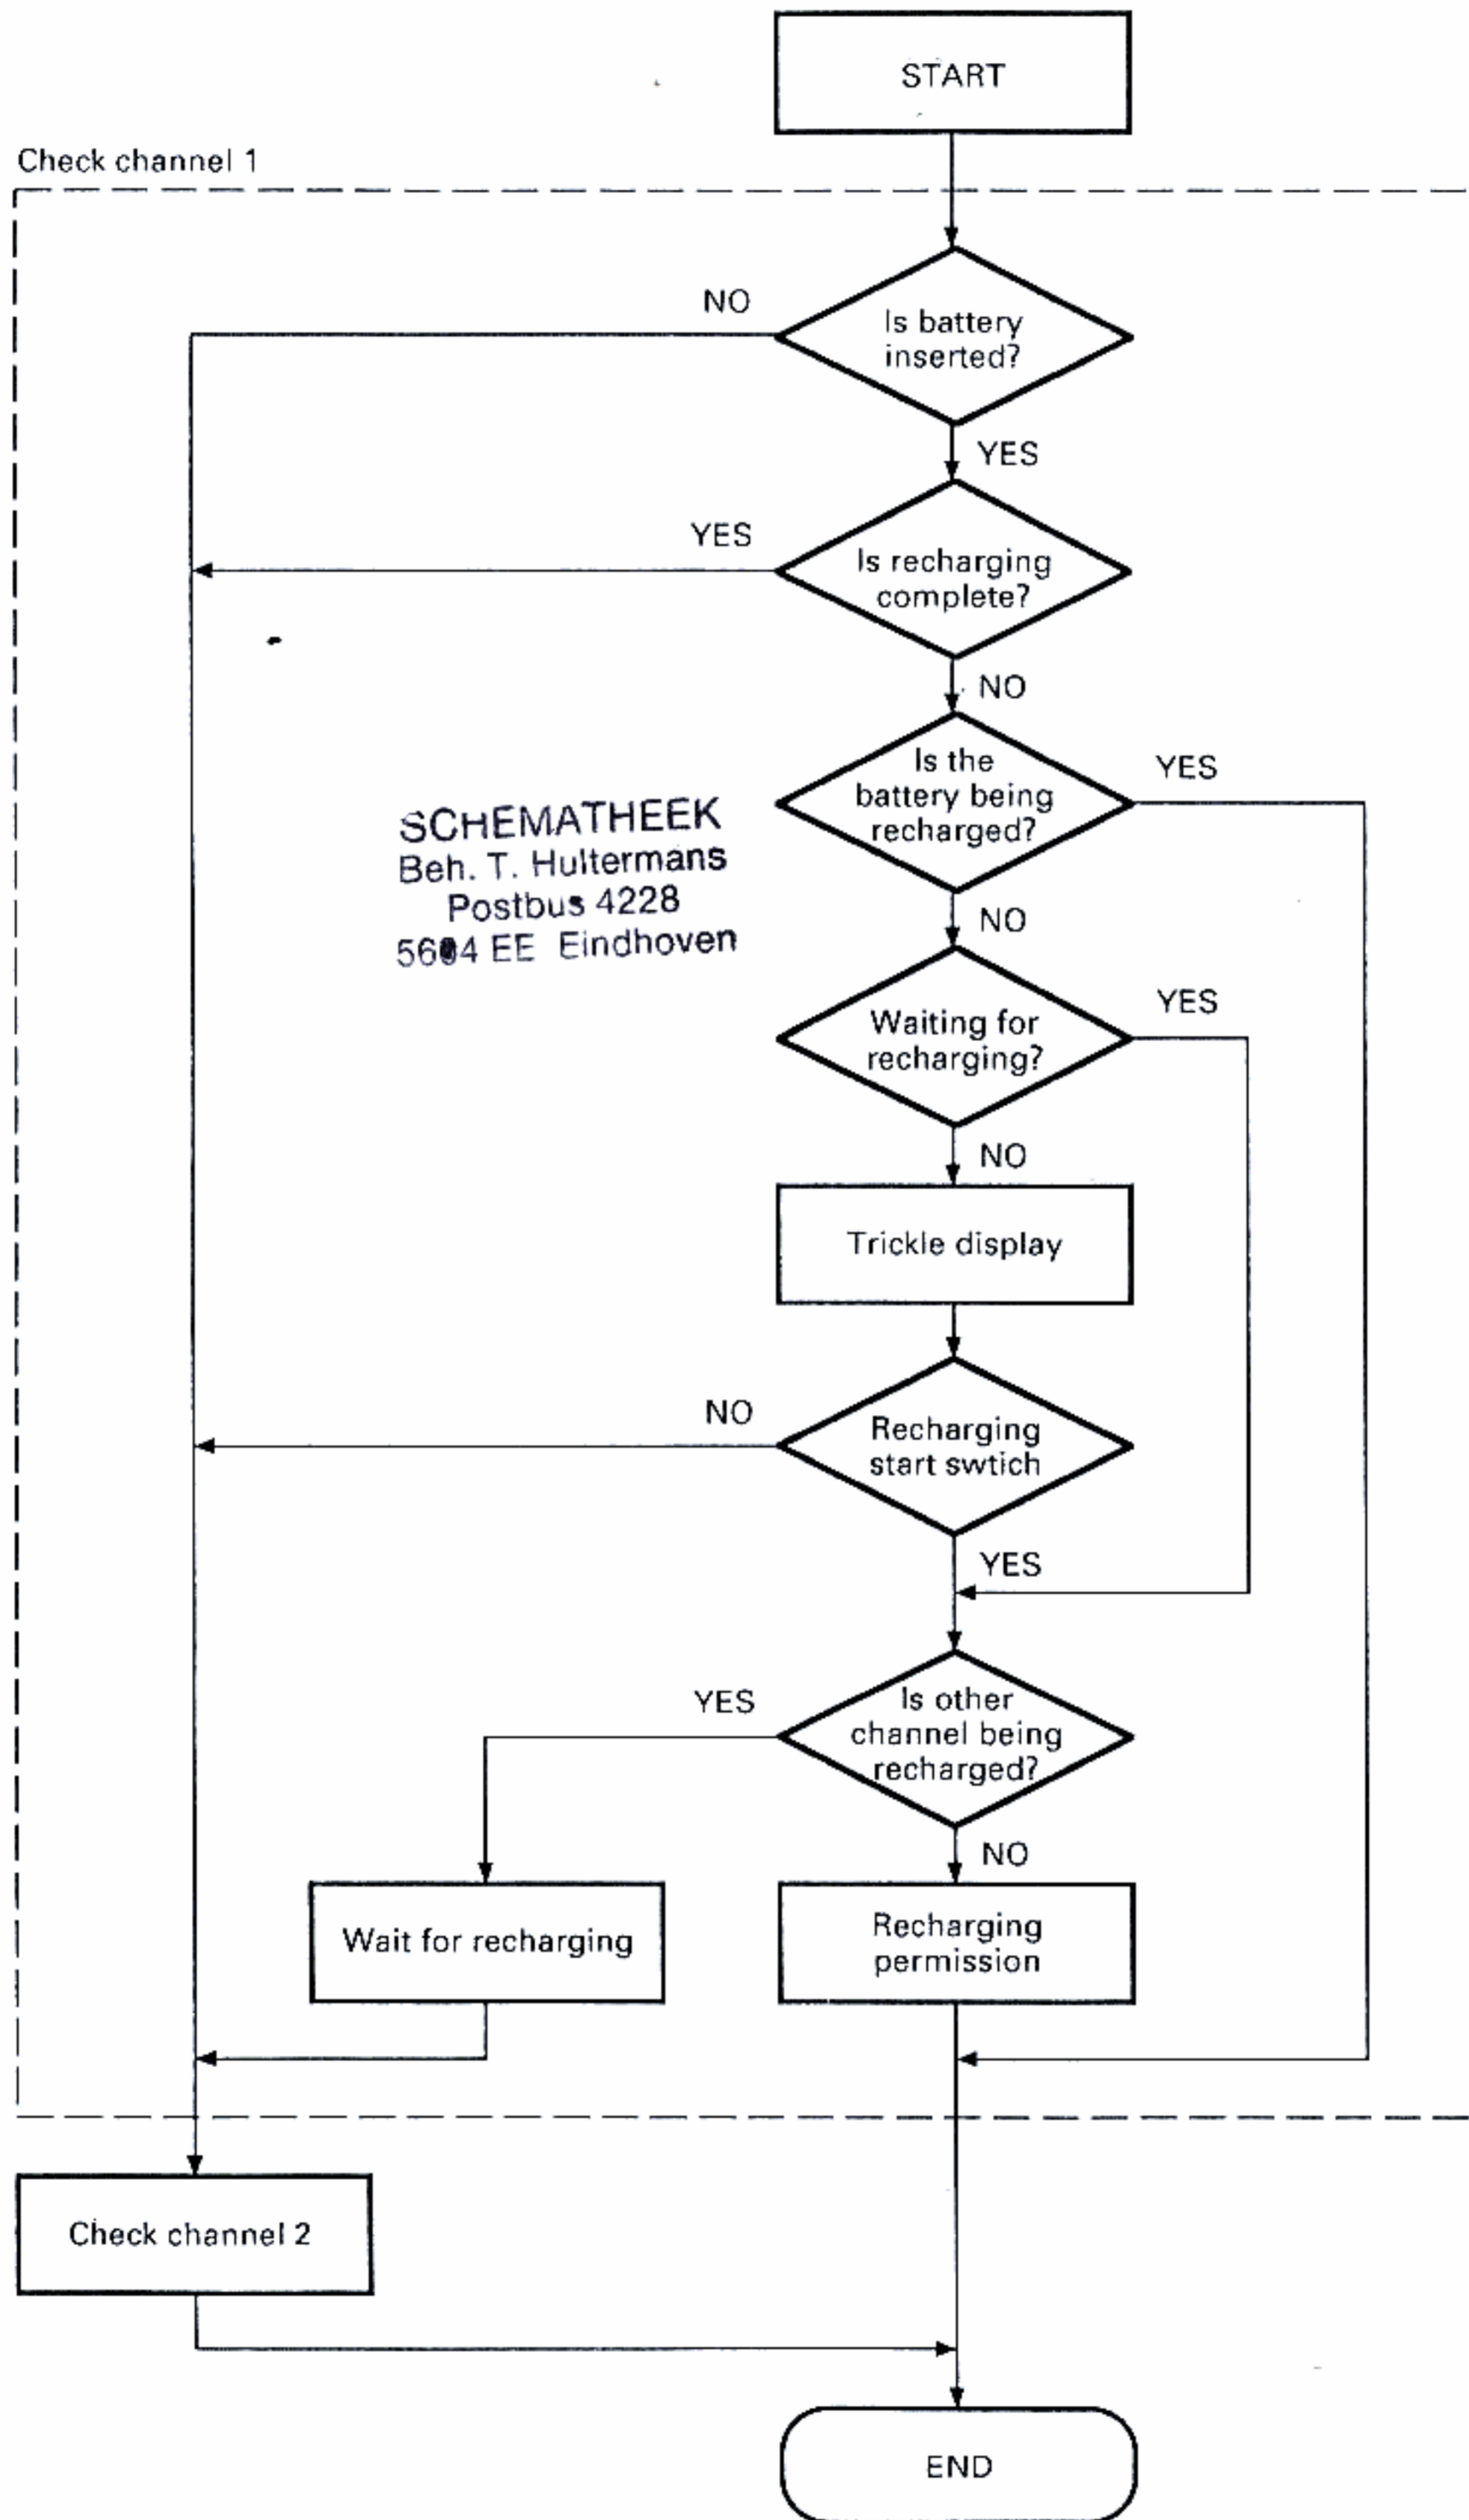 START
Check channel 1
NO
Is battery
inserted?
YES
YES
Is recharging
complete?
NO
Is the
battery being
recharged?
YES
SCHEMATHEEK
Beh. T. Hultermans
Postbus 4228
EE Eindhoven
NO
Waiting for
recharging?
YES
NO
Trickle display
NO
Recharging
start swtich
YES
YES
Is other
channel being
recharged?
NO
Wait for recharging
Recharging
permission
Check channel 2
END